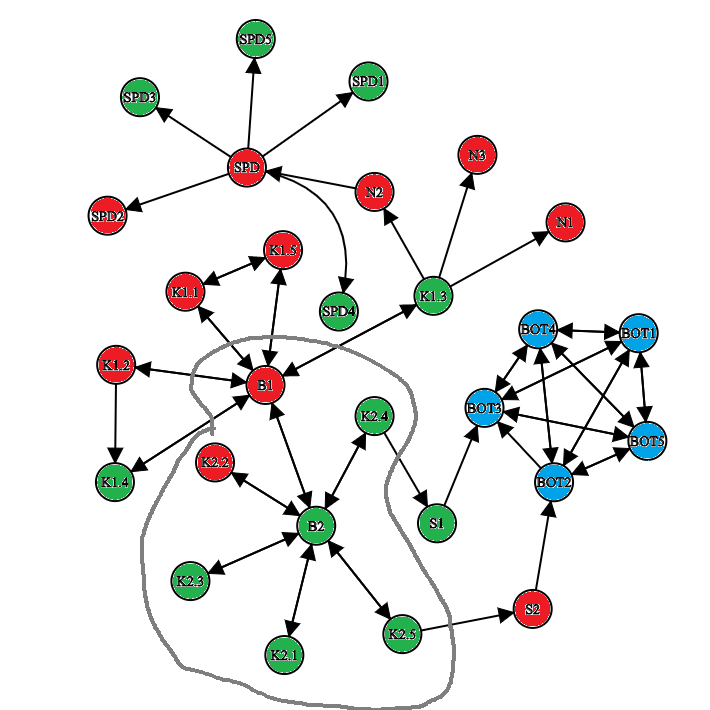 SPD5
SPD1
SPD3
N3
SPD
N2
SPD2
N1
K1.5
K1.1
K1.3
SPD4
BOT4
BOT1
K1.2
B1
BOT3
K2.4
BOT5
K2.2
K1.4
BOT2
S1
B2
K2.3
S2
K2.5
K2.1